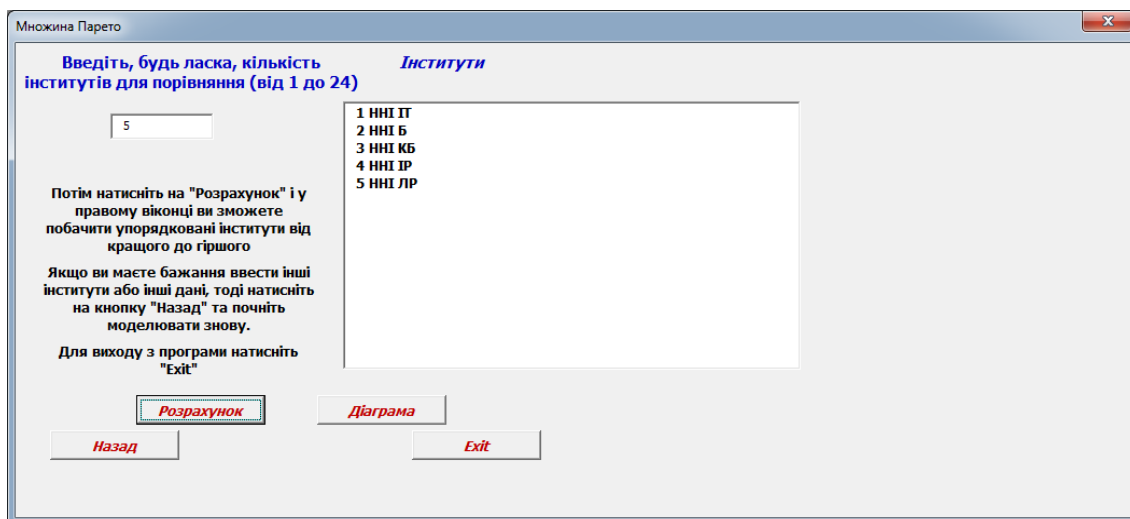 Множина Парето
Введіть, будь ласка, кількість
інститутів для порівняння (від 1 до 24)
5
Потім натисніть на "Розрахунок" і у
правому віконці ви зможете
побачити упорядковані інститути від
кращого до гіршого
Якщо ви маєте бажання ввести інші
інститути або інші дані, тоді натисніть
на кнопку "Назад" та почніть
моделювати знову.
Для виходу з програми натисніть
"Exit"
Інститути
1 ННІ ІТ
2 ННІ Б
3 ННІ КБ
4 ННІ ІР
5 ННІ ЛР
Розрахунок
Діаграма
Назад
Exit